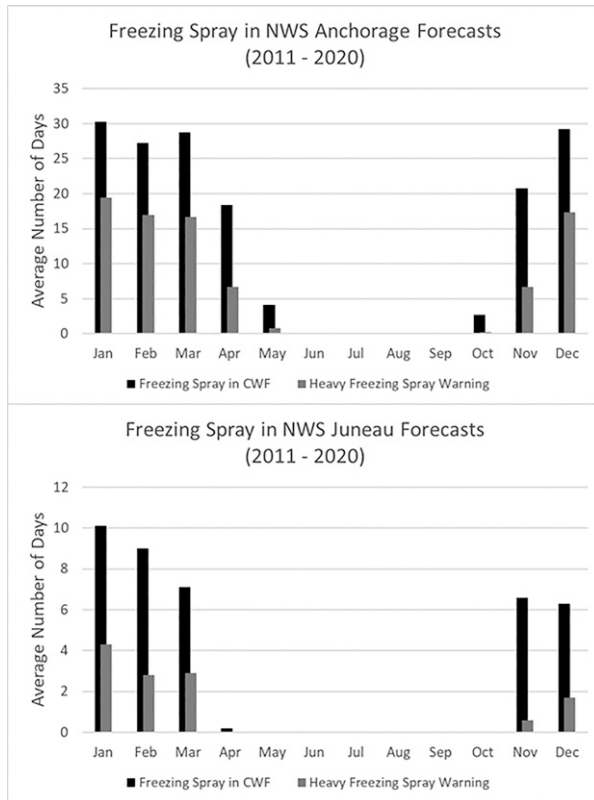 Freezing Spray in NWS Anchorage Forecasts
(2011 - 2020)
Average Number of Days
35
30
25
20
15
10
5
0
Jan Feb Mar Apr May Jun Jul Aug Sep Oct Nov Dec
Freezing Spray in CWF Heavy Freezing Spray Warning
Freezing Spray in NWS Juneau Forecasts
(2011 - 2020)
Average Number of Days
12
10
8
6
4
2
0
Jan Feb Mar Apr May Jun Jul Aug Sep Oct Nov Dec
Freezing Spray in CWF Heavy Freezing Spray Warning